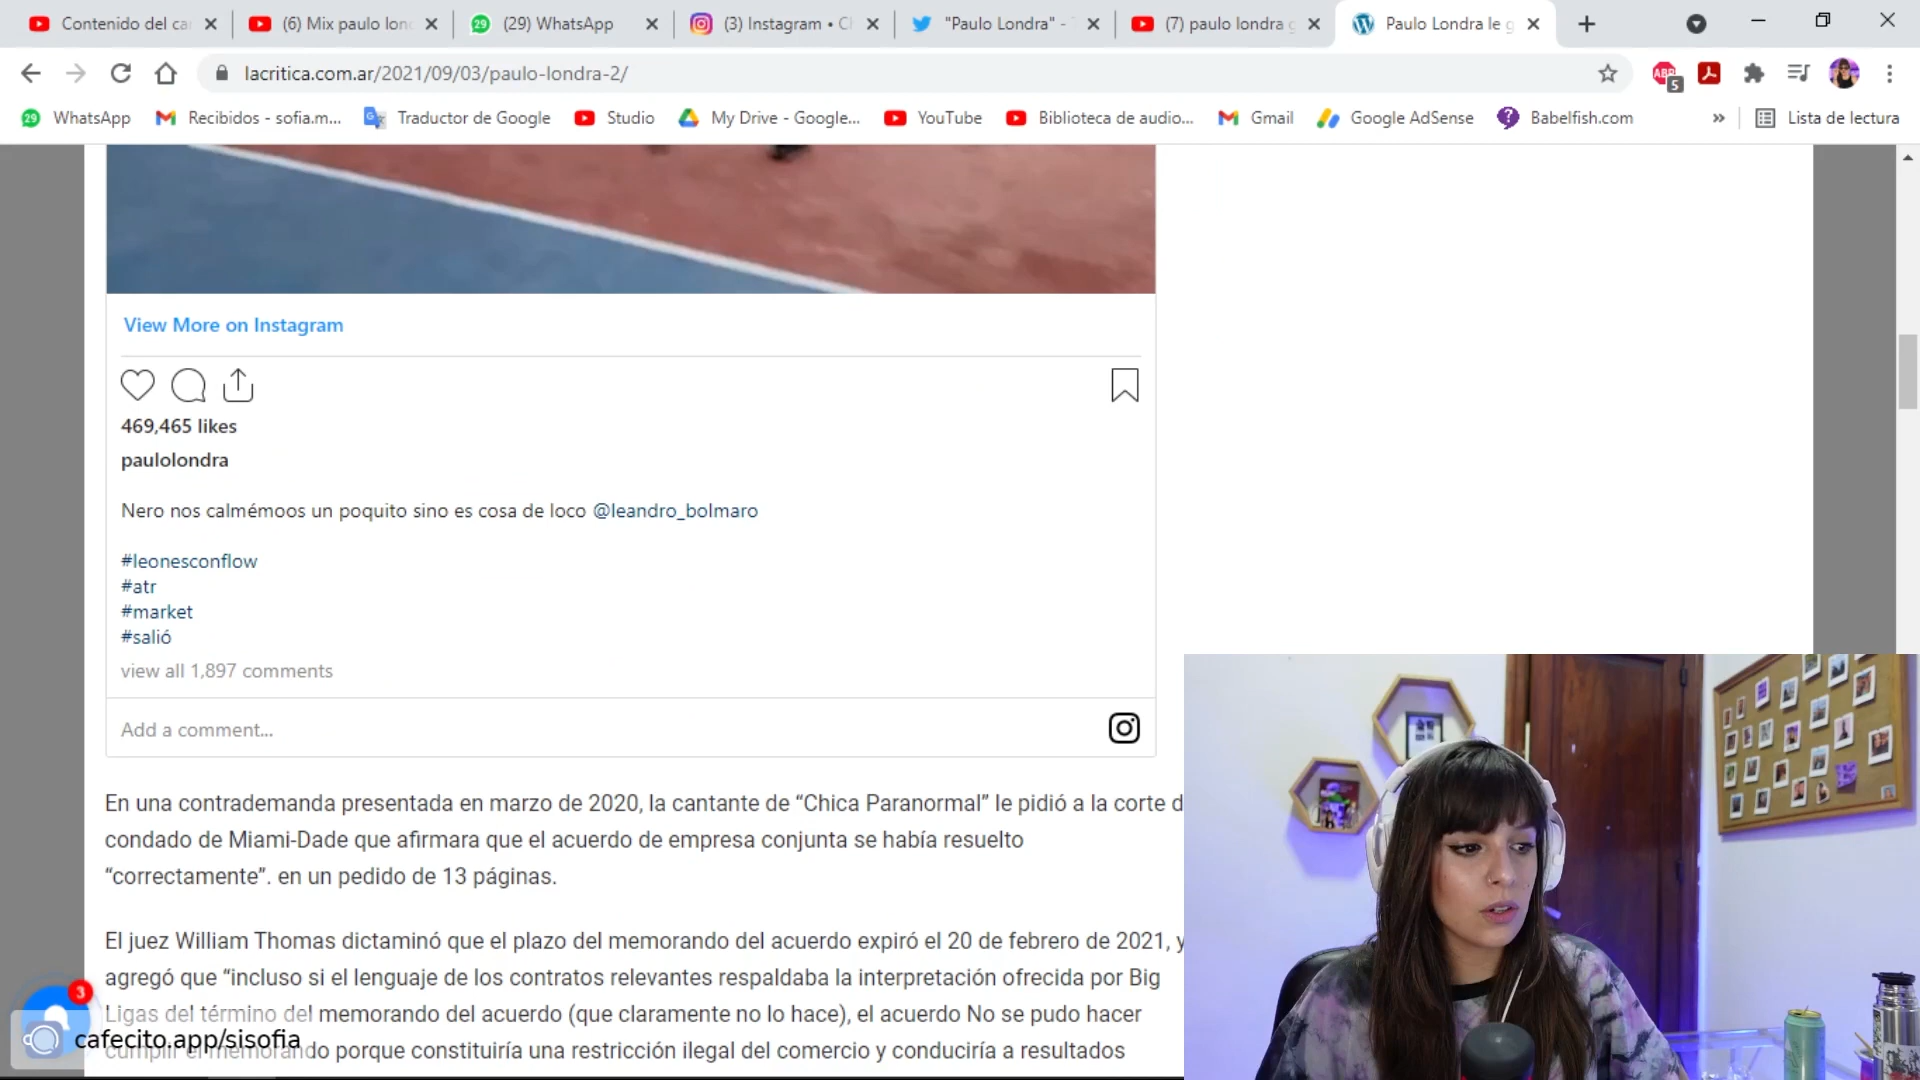 Contenido del ca
(6) Mix paulo lon
(29) WhatsApp
(3) Instagram • C
"Paulo Londra" -
(7) paulo londra g
Paulo Londra le g
lacritica.com.ar/2021/09/03/paulo-londra-2/
ABP
5
29
WhatsApp
Recibidos - sofia.m...
Traductor de Google
Studio
My Drive - Google...
YouTube
Biblioteca de audio...
Gmail
Google AdSense
Babelfish.com
»
Lista de lectura
View More on Instagram
469,465 likes
paulolondra
Nero nos calmémoos un poquito sino es cosa de loco @leandro_bolmaro
#leonesconflow
#atr
#market
#salió
view all 1,897 comments
Add a comment...
En una contrademanda presentada en marzo de 2020, la cantante de “Chica Paranormal” le pidió a la corte d
condado de Miami-Dade que afirmara que el acuerdo de empresa conjunta se había resuelto
“correctamente”. en un pedido de 13 páginas.
El juez William Thomas dictaminó que el plazo del memorando del acuerdo expiró el 20 de febrero de 2021, y
agregó que “incluso si el lenguaje de los contratos relevantes respaldaba la interpretación ofrecida por Big
Ligas del término del memorando del acuerdo (que claramente no lo hace), el acuerdo No se pudo hacer
cumplir el memorando porque constituiría una restricción ilegal del comercio y conduciría a resultados
3
cafecito.app/sisofia